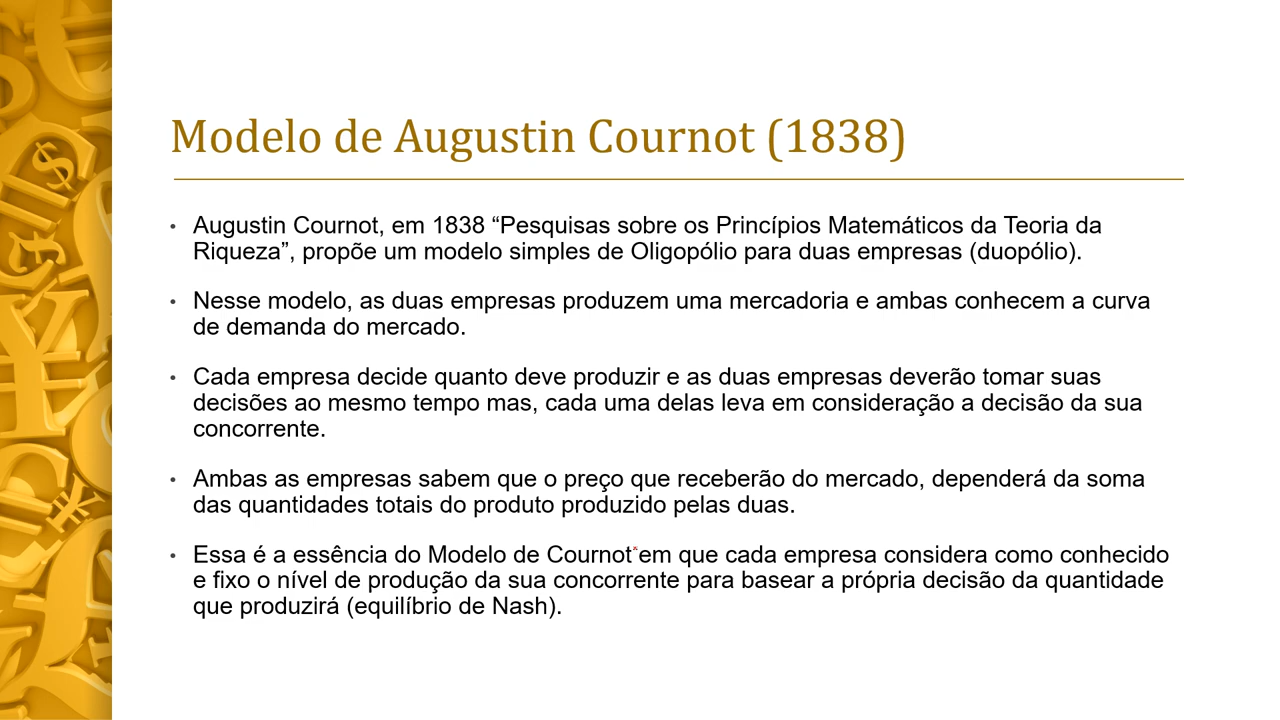 Modelo de Augustin Cournot (1838)
• Augustin Cournot, em 1838 “Pesquisas sobre os Princípios Matemáticos da Teoria da
Riqueza”, propõe um modelo simples de Oligopólio para duas empresas (duopólio).
• Nesse modelo, as duas empresas produzem uma mercadoria e ambas conhecem a curva
de demanda do mercado.
• Cada empresa decide quanto deve produzir e as duas empresas deverão tomar suas
decisões ao mesmo tempo mas, cada uma delas leva em consideração a decisão da sua
concorrente.
• Ambas as empresas sabem que o preço que receberão do mercado, dependerá da soma
das quantidades totais do produto produzido pelas duas.
• Essa é a essência do Modelo de Cournot em que cada empresa considera como conhecido
e fixo o nível de produção da sua concorrente para basear a própria decisão da quantidade
que produzirá (equilíbrio de Nash).